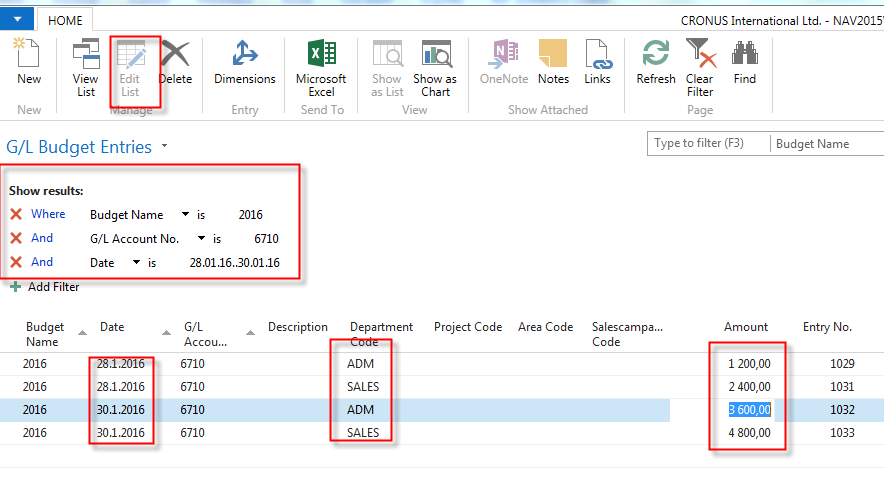 HOME
CRONUS International Ltd. - NAV2015
New
View List
Edit List
Delete
Dimensions
Microsoft Excel
Show as List
Show as Chart
OneNote
Notes
Links
Refresh
Clear Filter
Find
New
Manage
Entry
Send To
View
Show Attached
Page
G/L Budget Entries
Type to filter (F3)
Budget Name
Show results:
Where Budget Name is 2016
And G/L Account No. is 6710
And Date is 28.01.16..30.01.16
Add Filter
Budget Name Date G/L Accou... Description Department Code Project Code Area Code Salescampa... Code Amount Entry No.
2016 28.1.2016 6710 ADM 1 200,00 1029
2016 28.1.2016 6710 SALES 2 400,00 1031
2016 30.1.2016 6710 ADM 3 600,00 1032
2016 30.1.2016 6710 SALES 4 800,00 1033